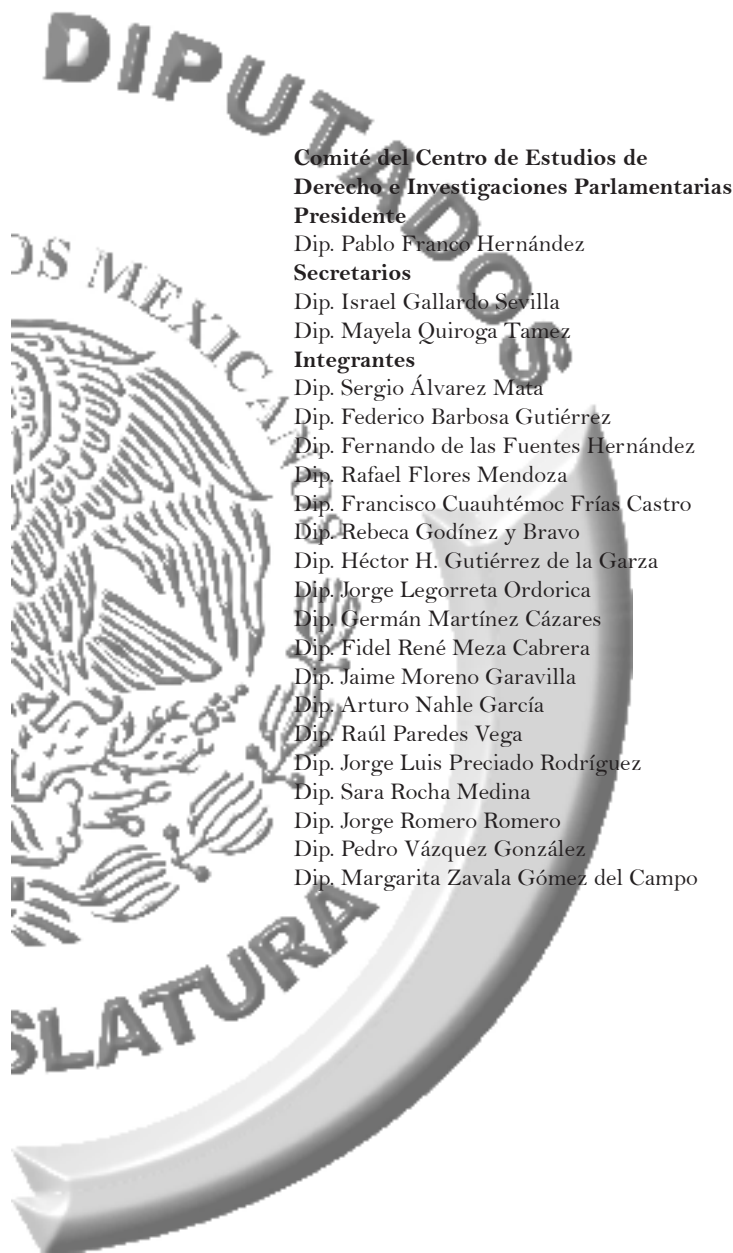 DIPUTADOS
OS MEXICANOS
Comité del Centro de Estudios de
Derecho e Investigaciones Parlamentarias
Presidente
Dip. Pablo Franco Hernández
Secretarios
Dip. Israel Gallardo Sevilla
Dip. Mayela Quiroga Tamez
Integrantes
Dip. Sergio Álvarez Mata
Dip. Federico Barbosa Gutiérrez
Dip. Fernando de las Fuentes Hernández
Dip. Rafael Flores Mendoza
Dip. Francisco Cuauhtémoc Frías Castro
Dip. Rebeca Godínez y Bravo
Dip. Héctor H. Gutiérrez de la Garza
Dip. Jorge Legorreta Ordorica
Dip. Germán Martínez Cázares
Dip. Fidel René Meza Cabrera
Dip. Jaime Moreno Garavilla
Dip. Arturo Nahle García
Dip. Raúl Paredes Vega
Dip. Jorge Luis Preciado Rodríguez
Dip. Sara Rocha Medina
Dip. Jorge Romero Romero
Dip. Pedro Vázquez González
Dip. Margarita Zavala Gómez del Campo
SLATURA